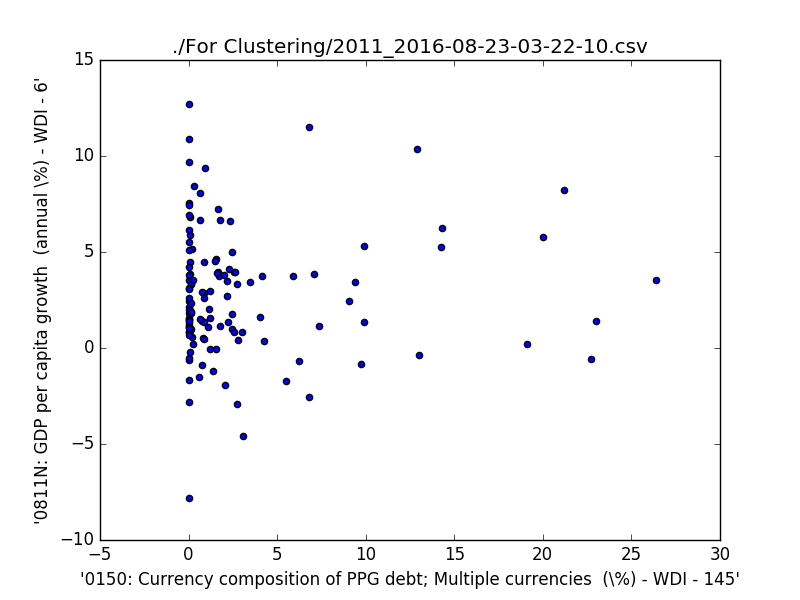 ./For Clustering/2011_2016-08-23-03-22-10.csv
15
10
5
0
−5
−10
'0811N: GDP per capita growth  (annual \%) - WDI - 6'
−5 0 5 10 15 20 25 30
'0150: Currency composition of PPG debt; Multiple currencies  (\%) - WDI - 145'